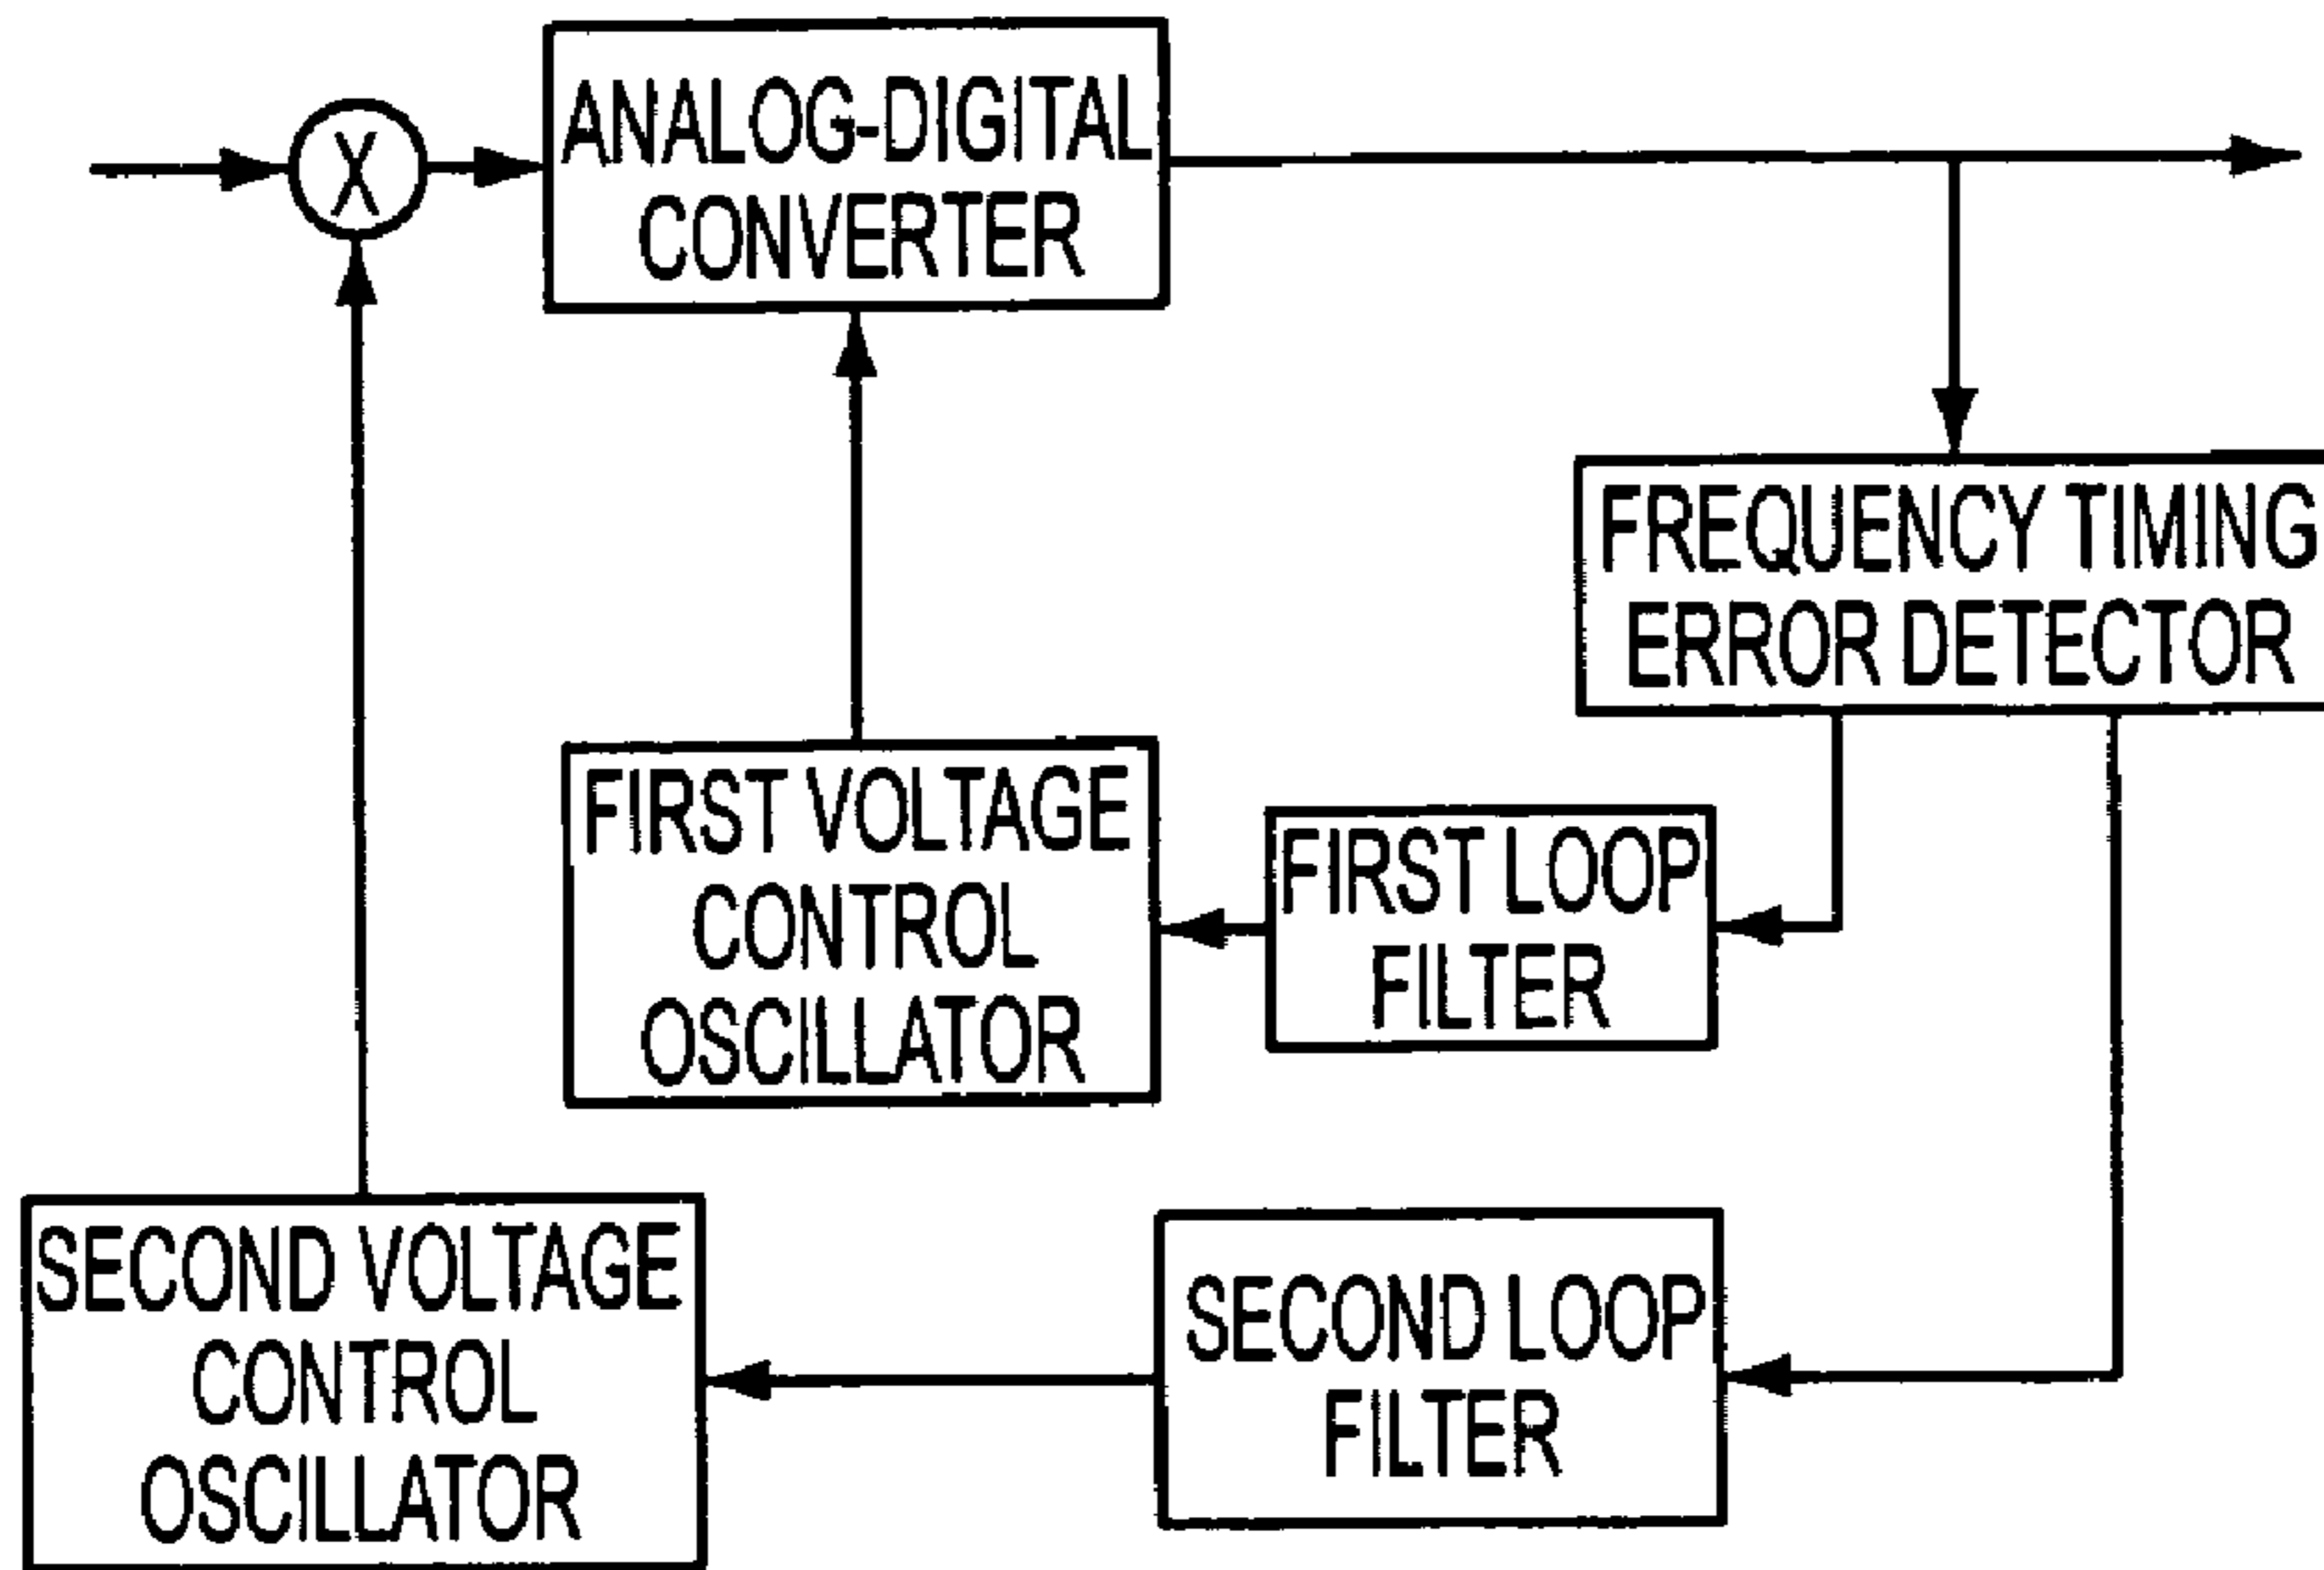 X
ANALOG-DIGITAL
CONVERTER
FREQUENCY TIMING
ERROR DETECTOR
FIRST VOLTAGE
CONTROL
OSCILLATOR
FIRST LOOP
FILTER
SECOND VOLTAGE
CONTROL
OSCILLATOR
SECOND LOOP
FILTER